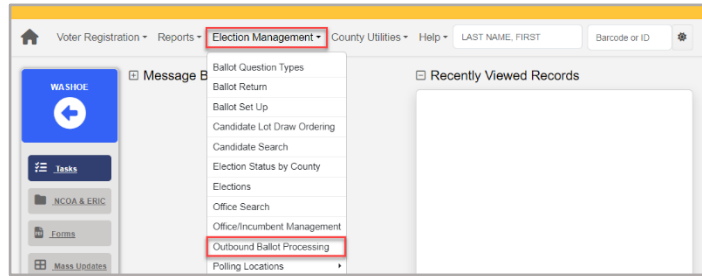 Voter Registration Reports Election Management County Utilities Help LAST NAME, FIRST Barcode or ID
WASHOE
Message B
Recently Viewed Records
Ballot Question Types
Ballot Return
Ballot Set Up
Candidate Lot Draw Ordering
Candidate Search
Election Status by County
Elections
Office Search
Office/Incumbent Management
Outbound Ballot Processing
Polling Locations
Tasks
NCOA & ERIC
Forms
Mass Updates